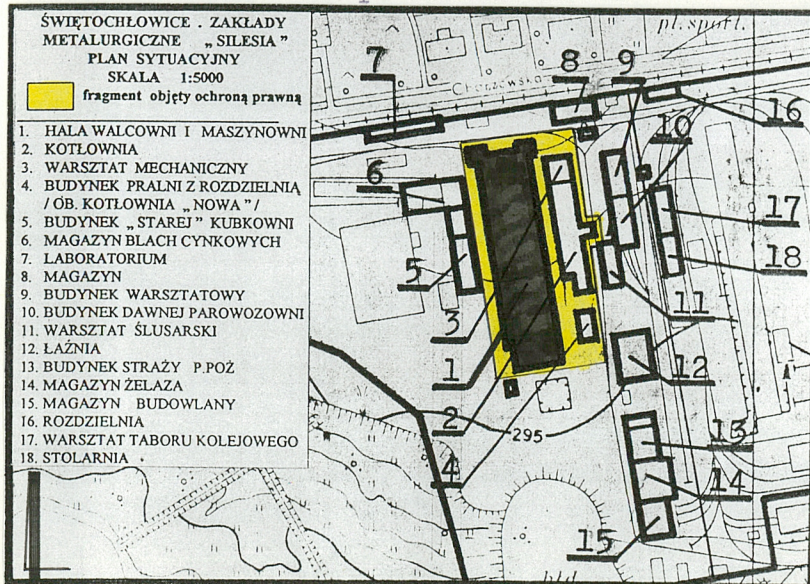 ŚWIĘTOCHŁOWICE . ZAKŁADY
METALURGICZNE „ SILESIA ”
PLAN SYTUACYJNY
SKALA 1:5000
fragment objęty ochroną prawną
1. HALA WALCOWNI I MASZYNOWNI
2. KOTŁOWNIA
3. WARSZTAT MECHANICZNY
4. BUDYNEK PRALNI Z ROZDZIELNIĄ
/ OB. KOTŁOWNIA „ NOWA ” /
5. BUDYNEK „ STAREJ ” KUBKOWNI
6. MAGAZYN BLACH CYNKOWYCH
7. LABORATORIUM
8. MAGAZYN
9. BUDYNEK WARSZTATOWY
10. BUDYNEK DAWNEJ PAROWOZOWNI
11. WARSZTAT ŚLUSARSKI
12. ŁAŹNIA
13. BUDYNEK STRAŻY P.POŻ
14. MAGAZYN ŻELAZA
15. MAGAZYN BUDOWLANY
16. ROZDZIELNIA
17. WARSZTAT TABORU KOLEJOWEGO
18. STOLARNIA .
pl. sport.
Chorzowska
7
8
9
16
10
6
17
5
18
3
11
1
12
2
295
13
4
14
15